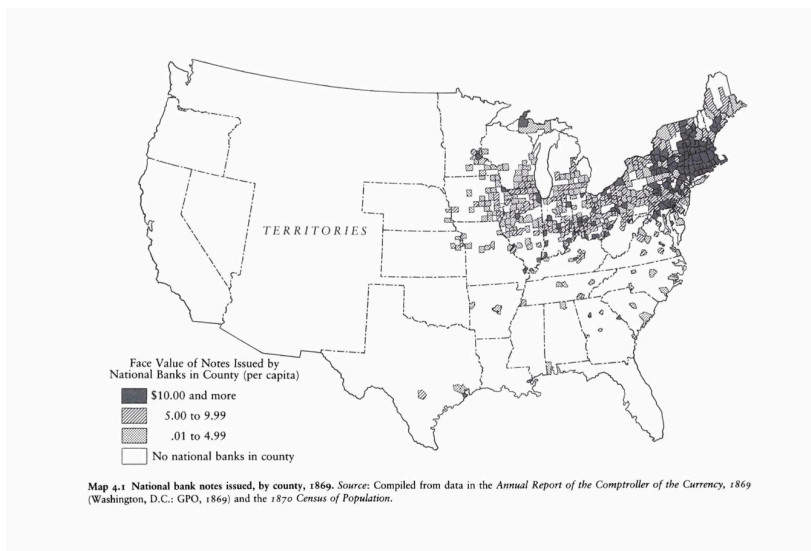 TERRITORIES
Face Value of Notes Issued by
National Banks in County (per capita)
$10.00 and more
5.00 to 9.99
.01 to 4.99
No national banks in county
Map 4.1 National bank notes issued, by county, 1869. Source: Compiled from data in the Annual Report of the Comptroller of the Currency, 1869
(Washington, D.C.: GPO, 1869) and the 1870 Census of Population.